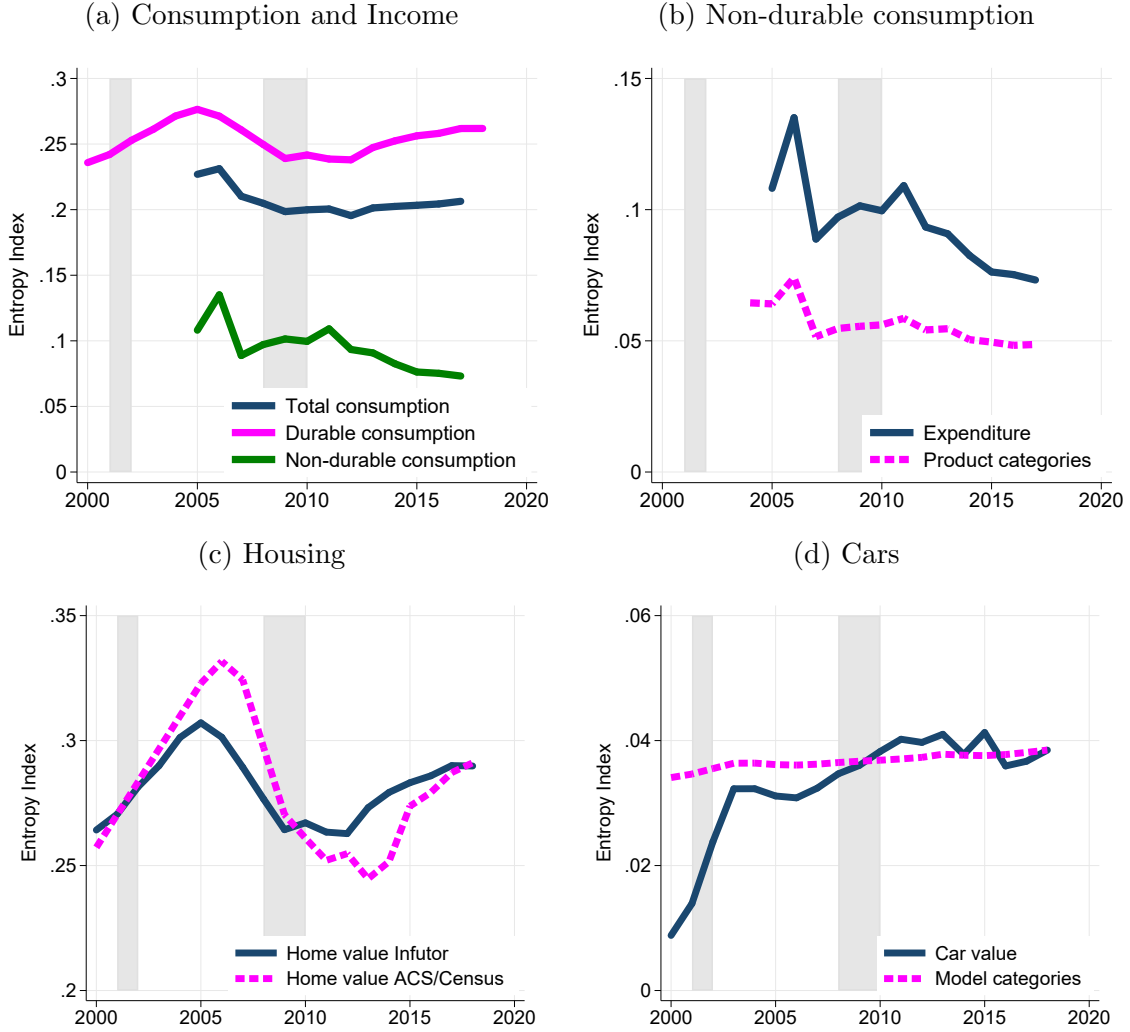 (a) Consumption and Income
Entropy Index
.3
.25
.2
.15
.1
.05
0
2000 2005 2010 2015 2020
Total consumption
Durable consumption
Non-durable consumption
(b) Non-durable consumption
Entropy Index
.15
.1
.05
0
2000 2005 2010 2015 2020
Expenditure
Product categories
(c) Housing
Entropy Index
.35
.3
.25
.2
2000 2005 2010 2015 2020
Home value Infutor
Home value ACS/Census
(d) Cars
Entropy Index
.06
.04
.02
0
2000 2005 2010 2015 2020
Car value
Model categories